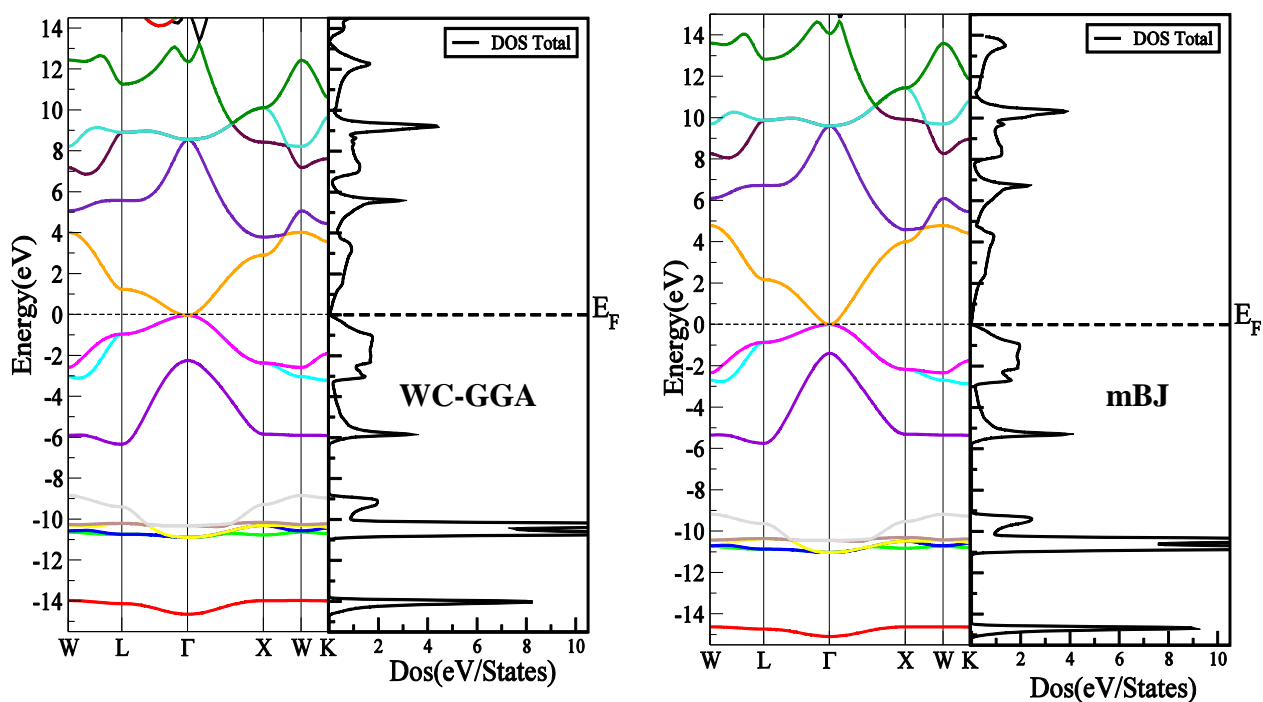 DOS Total
14
12
10
8
6
4
2
0
-2
-4
-6
-8
-10
-12
-14
Energy(eV)
E_F
WC-GGA
W L Γ X W K
2 4 6 8 10
Dos(eV/States)
DOS Total
14
12
10
8
6
4
2
0
-2
-4
-6
-8
-10
-12
-14
Energy(eV)
E_F
mBJ
W L Γ X W K
2 4 6 8 10
Dos(eV/States)